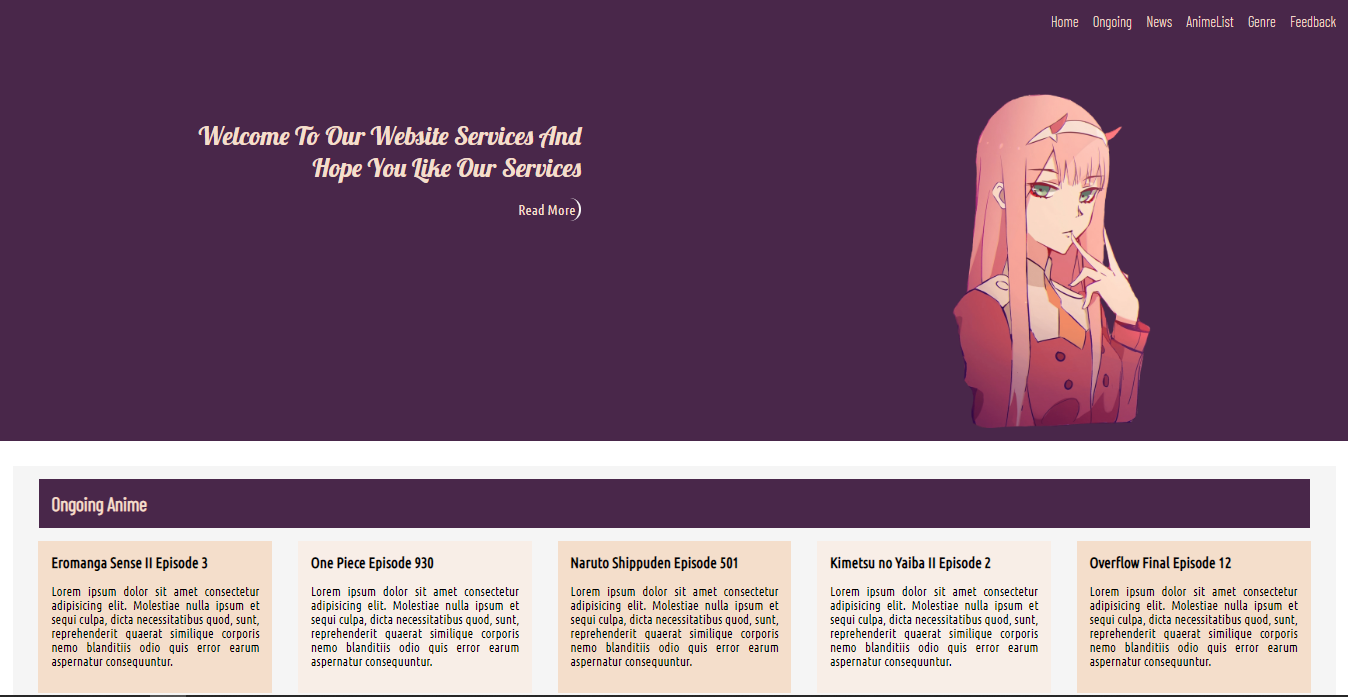 Home Ongoing News AnimeList Genre Feedback
Welcome To Our Website Services And
Hope You Like Our Services
Read More
Ongoing Anime
Eromanga Sense II Episode 3
Lorem ipsum dolor sit amet consectetur
adipisicing elit. Molestiae nulla ipsum et
sequi culpa, dicta necessitatibus quod, sunt,
reprehenderit quaerat similique corporis
nemo blanditiis odio quis error earum
aspernatur consequuntur.
One Piece Episode 930
Lorem ipsum dolor sit amet consectetur
adipisicing elit. Molestiae nulla ipsum et
sequi culpa, dicta necessitatibus quod, sunt,
reprehenderit quaerat similique corporis
nemo blanditiis odio quis error earum
aspernatur consequuntur.
Naruto Shippuden Episode 501
Lorem ipsum dolor sit amet consectetur
adipisicing elit. Molestiae nulla ipsum et
sequi culpa, dicta necessitatibus quod, sunt,
reprehenderit quaerat similique corporis
nemo blanditiis odio quis error earum
aspernatur consequuntur.
Kimetsu no Yaiba II Episode 2
Lorem ipsum dolor sit amet consectetur
adipisicing elit. Molestiae nulla ipsum et
sequi culpa, dicta necessitatibus quod, sunt,
reprehenderit quaerat similique corporis
nemo blanditiis odio quis error earum
aspernatur consequuntur.
Overflow Final Episode 12
Lorem ipsum dolor sit amet consectetur
adipisicing elit. Molestiae nulla ipsum et
sequi culpa, dicta necessitatibus quod, sunt,
reprehenderit quaerat similique corporis
nemo blanditiis odio quis error earum
aspernatur consequuntur.